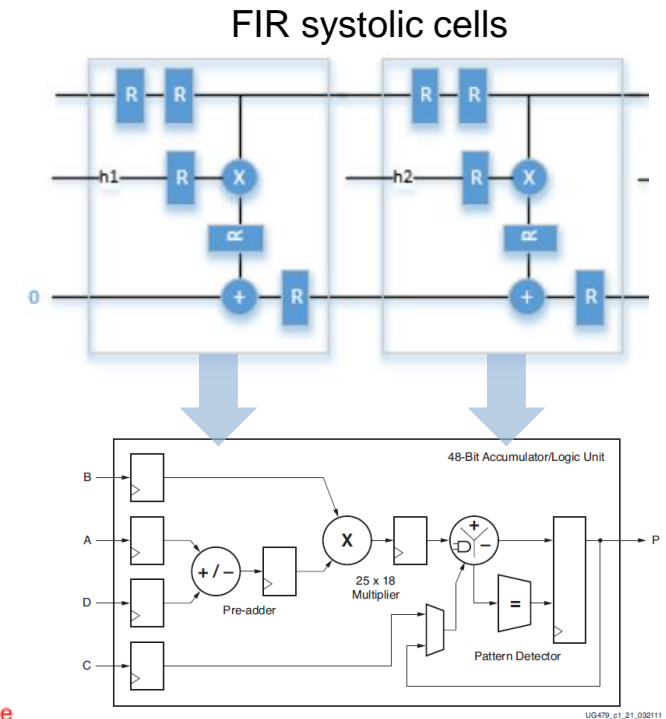 FIR systolic cells
R R R R
h1 R X h2 R X
R R
0 + R + R
48-Bit Accumulator/Logic Unit
B
A
X
+
−
P
+ / −
25 x 18
Multiplier
=
D
Pre-adder
Pattern Detector
C
e
UG479_c1_21_032111